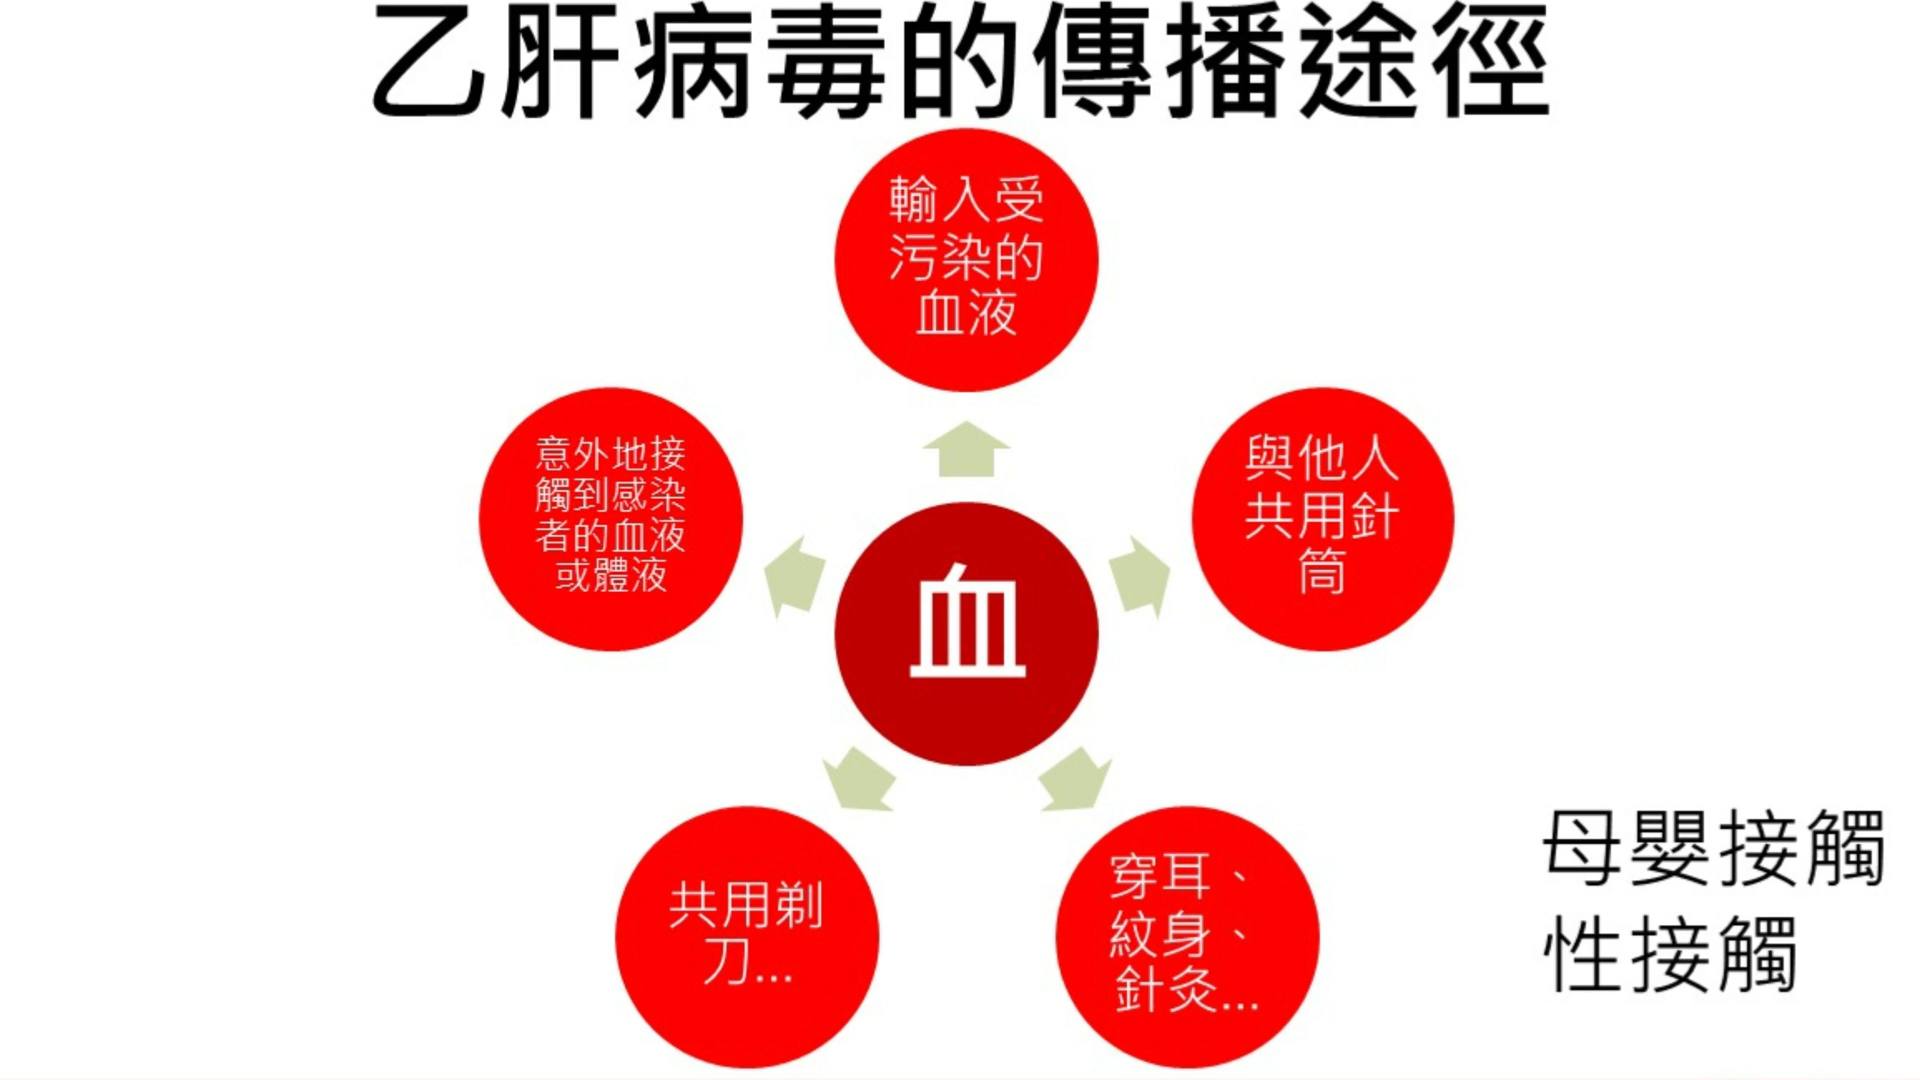 乙肝病毒的傳播途徑
輸入受
污染的
血液
意外地接
觸到感染
者的血液
或體液
與他人
共用針
筒
血
共用剃
刀...
穿耳、
紋身、
針灸...
母嬰接觸
性接觸